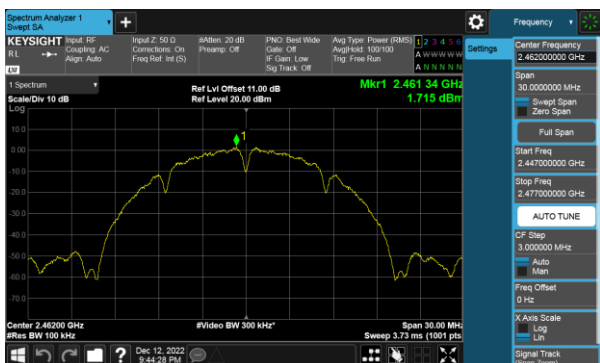 Spectrum Analyzer 1
Swept SA
+
Frequency
KEYSIGHT
RL
LW
Input: RF
Coupling: AC
Align: Auto
Input Z: 50 Ω
Corrections: On
Freq Ref: Int (S)
#Atten: 20 dB
Preamp: Off
PNO: Best Wide
Gate: Off
IF Gain: Low
Sig Track: Off
Avg Type: Power (RMS)
Avg|Hold: 100/100
Trig: Free Run
1 2 3 4 5 6
A W W W W W
A N N N N N
1 Spectrum
Scale/Div 10 dB
Log
Ref Lvl Offset 11.00 dB
Ref Level 20.00 dBm
Mkr1 2.461 34 GHz
1.715 dBm
1
10.0
0.00
-10.0
-20.0
-30.0
-40.0
-50.0
-60.0
-70.0
Center 2.46200 GHz
#Res BW 100 kHz
#Video BW 300 kHz*
Span 30.00 MHz
Sweep 3.73 ms (1001 pts)
?
Dec 12, 2022
9:44:28 PM
Settings
Center Frequency
2.462000000 GHz
Span
30.0000000 MHz
Swept Span
Zero Span
Full Span
Start Freq
2.447000000 GHz
Stop Freq
2.477000000 GHz
AUTO TUNE
CF Step
3.000000 MHz
Auto
Man
Freq Offset
0 Hz
X Axis Scale
Log
Lin
Signal Track
(Span Zoom)